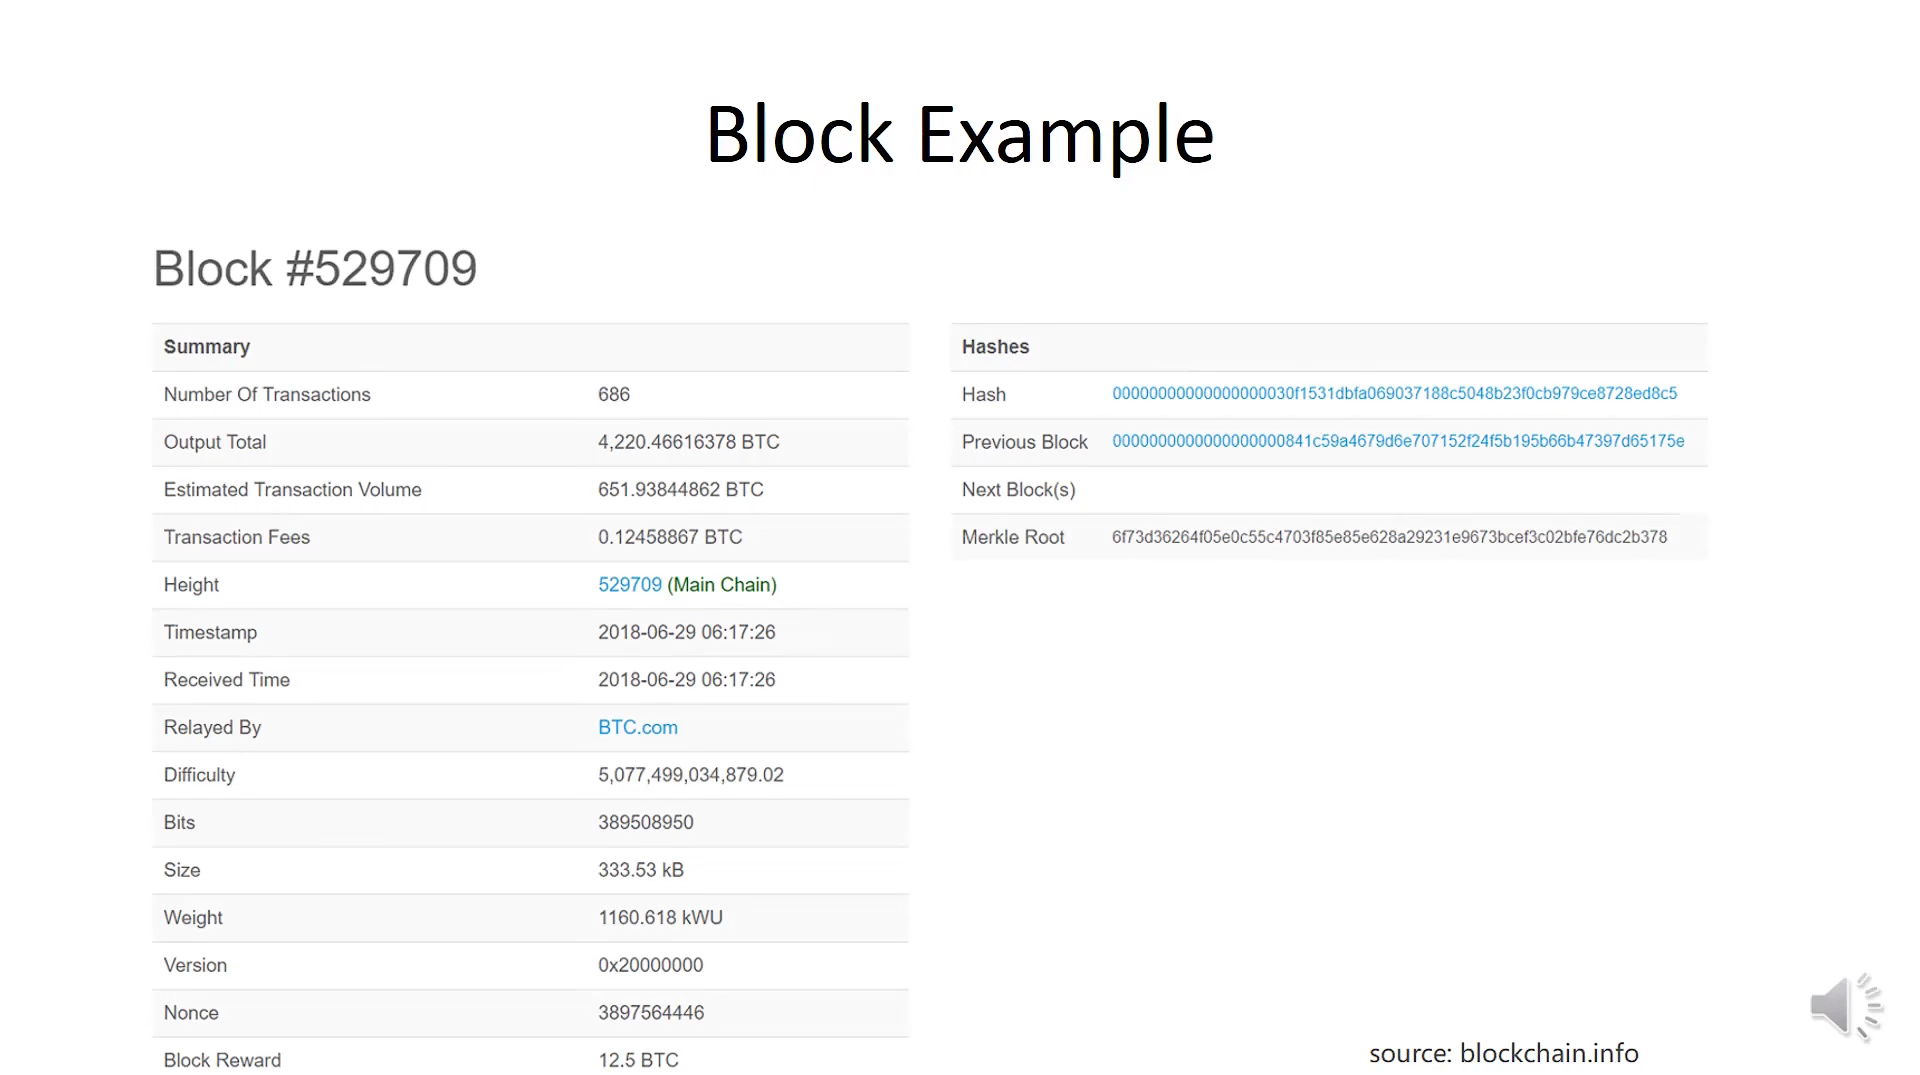 Block Example
Block #529709
Summary
Number Of Transactions 686
Output Total 4,220.46616378 BTC
Estimated Transaction Volume 651.93844862 BTC
Transaction Fees 0.12458867 BTC
Height 529709 (Main Chain)
Timestamp 2018-06-29 06:17:26
Received Time 2018-06-29 06:17:26
Relayed By BTC.com
Difficulty 5,077,499,034,879.02
Bits 389508950
Size 333.53 kB
Weight 1160.618 kWU
Version 0x20000000
Nonce 3897564446
Block Reward 12.5 BTC
Hashes
Hash 00000000000000000030f1531dbfa069037188c5048b23f0cb979ce8728ed8c5
Previous Block 0000000000000000000841c59a4679d6e707152f24f5b195b66b47397d65175e
Next Block(s)
Merkle Root 6f73d36264f05e0c55c4703f85e85e628a29231e9673bcef3c02bfe76dc2b378
source: blockchain.info